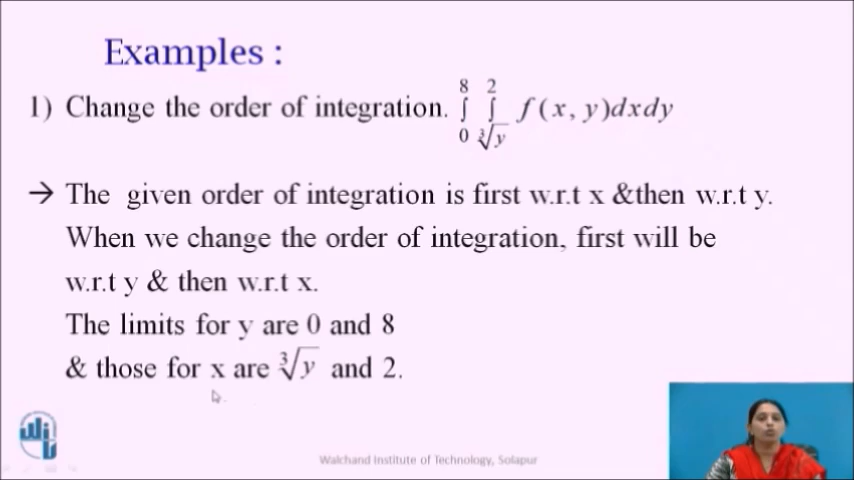 Examples :
1) Change the order of integration. ∫₀⁸ ∫_∛y² f(x, y)dxdy
→ The given order of integration is first w.r.t x &then w.r.t y.
When we change the order of integration, first will be
w.r.t y & then w.r.t x.
The limits for y are 0 and 8
& those for x are ∛y and 2.
Walchand Institute of Technology, Solapur